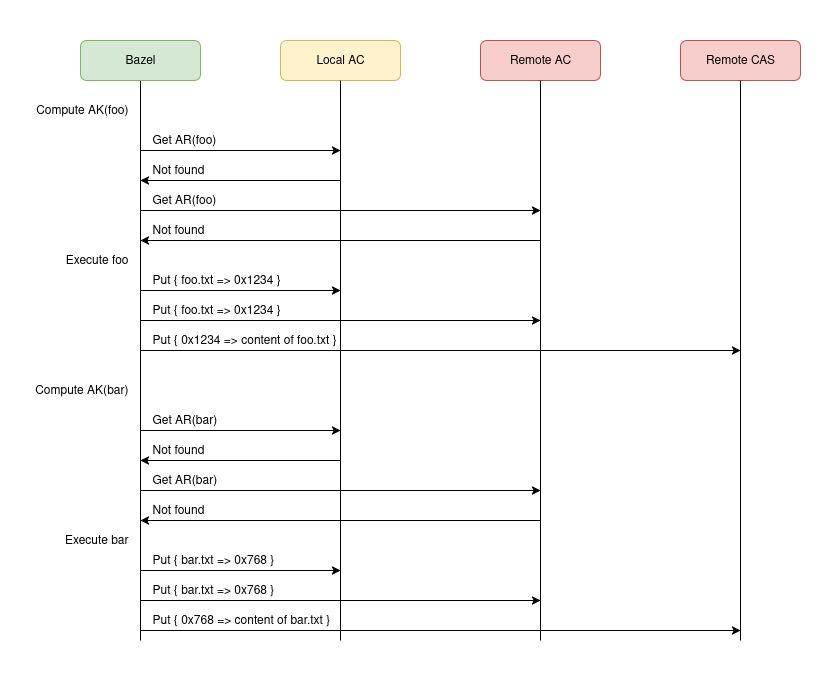 Bazel
Local AC
Remote AC
Remote CAS
Compute AK(foo)
Get AR(foo)
Not found
Get AR(foo)
Not found
Execute foo
Put { foo.txt => 0x1234 }
Put { foo.txt => 0x1234 }
Put { 0x1234 => content of foo.txt }
Compute AK(bar)
Get AR(bar)
Not found
Get AR(bar)
Not found
Execute bar
Put { bar.txt => 0x768 }
Put { bar.txt => 0x768 }
Put { 0x768 => content of bar.txt }